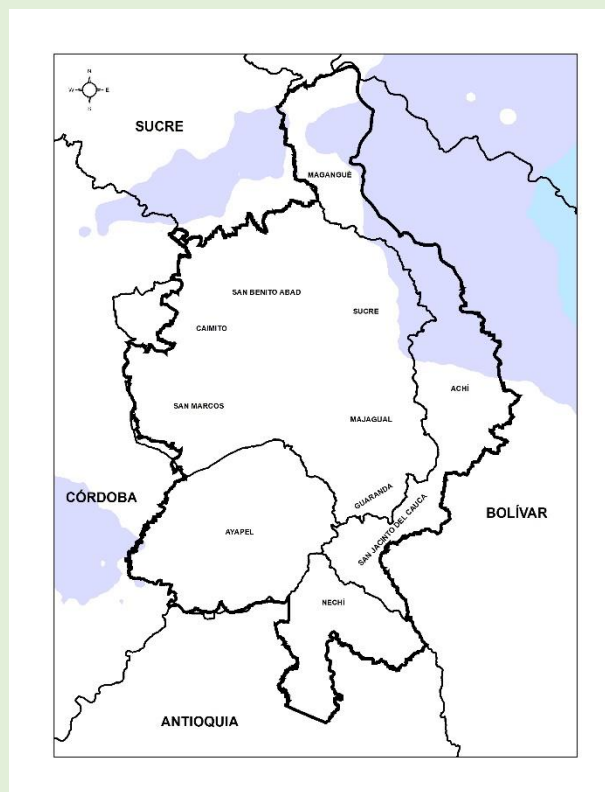 N
W E
S
SUCRE
MAGANGUÉ
SAN BENITO ABAD
SUCRE
CAIMITO
ACHÍ
SAN MARCOS
MAJAGUAL
GUARANDA
CÓRDOBA
SAN JACINTO DEL CAUCA
BOLÍVAR
AYAPEL
NECHÍ
ANTIOQUIA